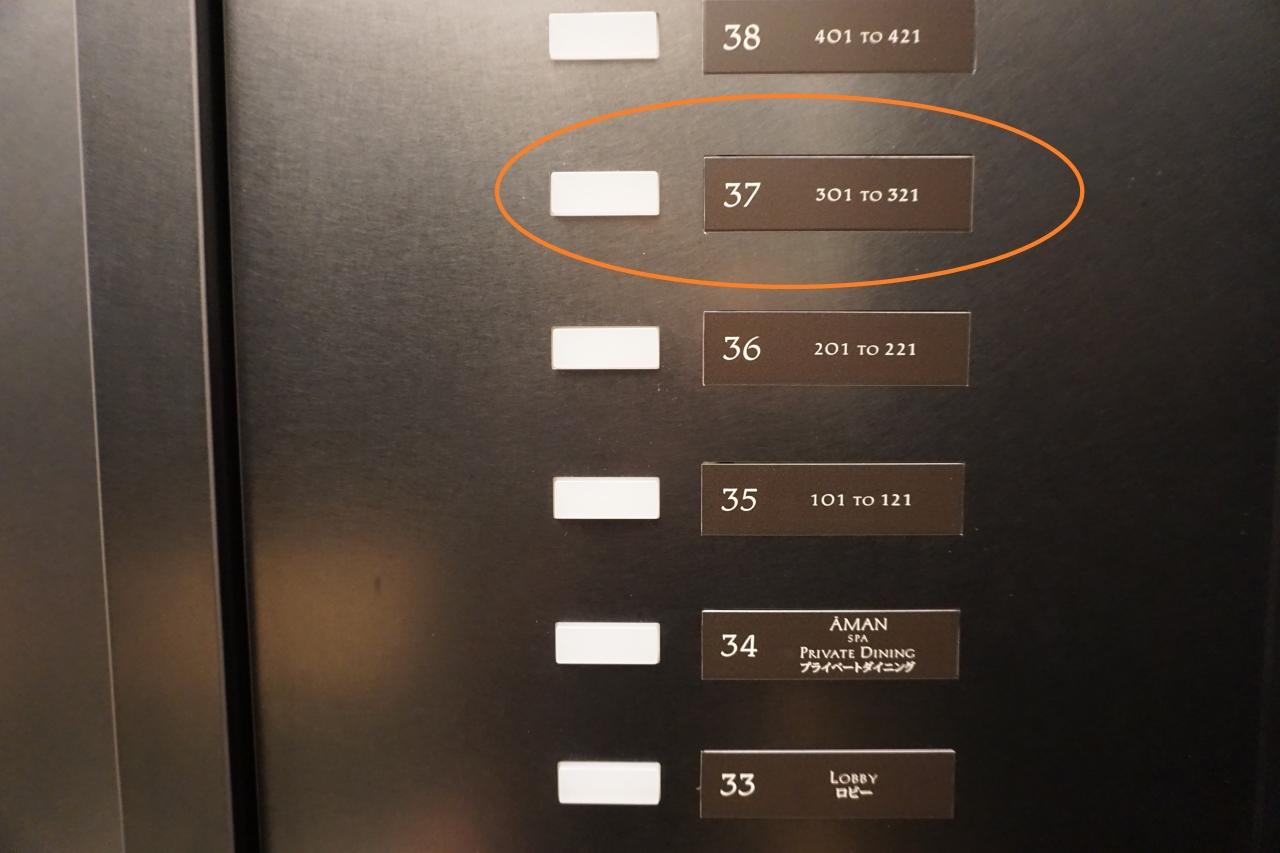 38 401 TO 421
37 301 TO 321
36 201 TO 221
35 101 TO 121
34 ĀMAN
SPA
PRIVATE DINING
プライベートダイニング
33 LOBBY
ロビー